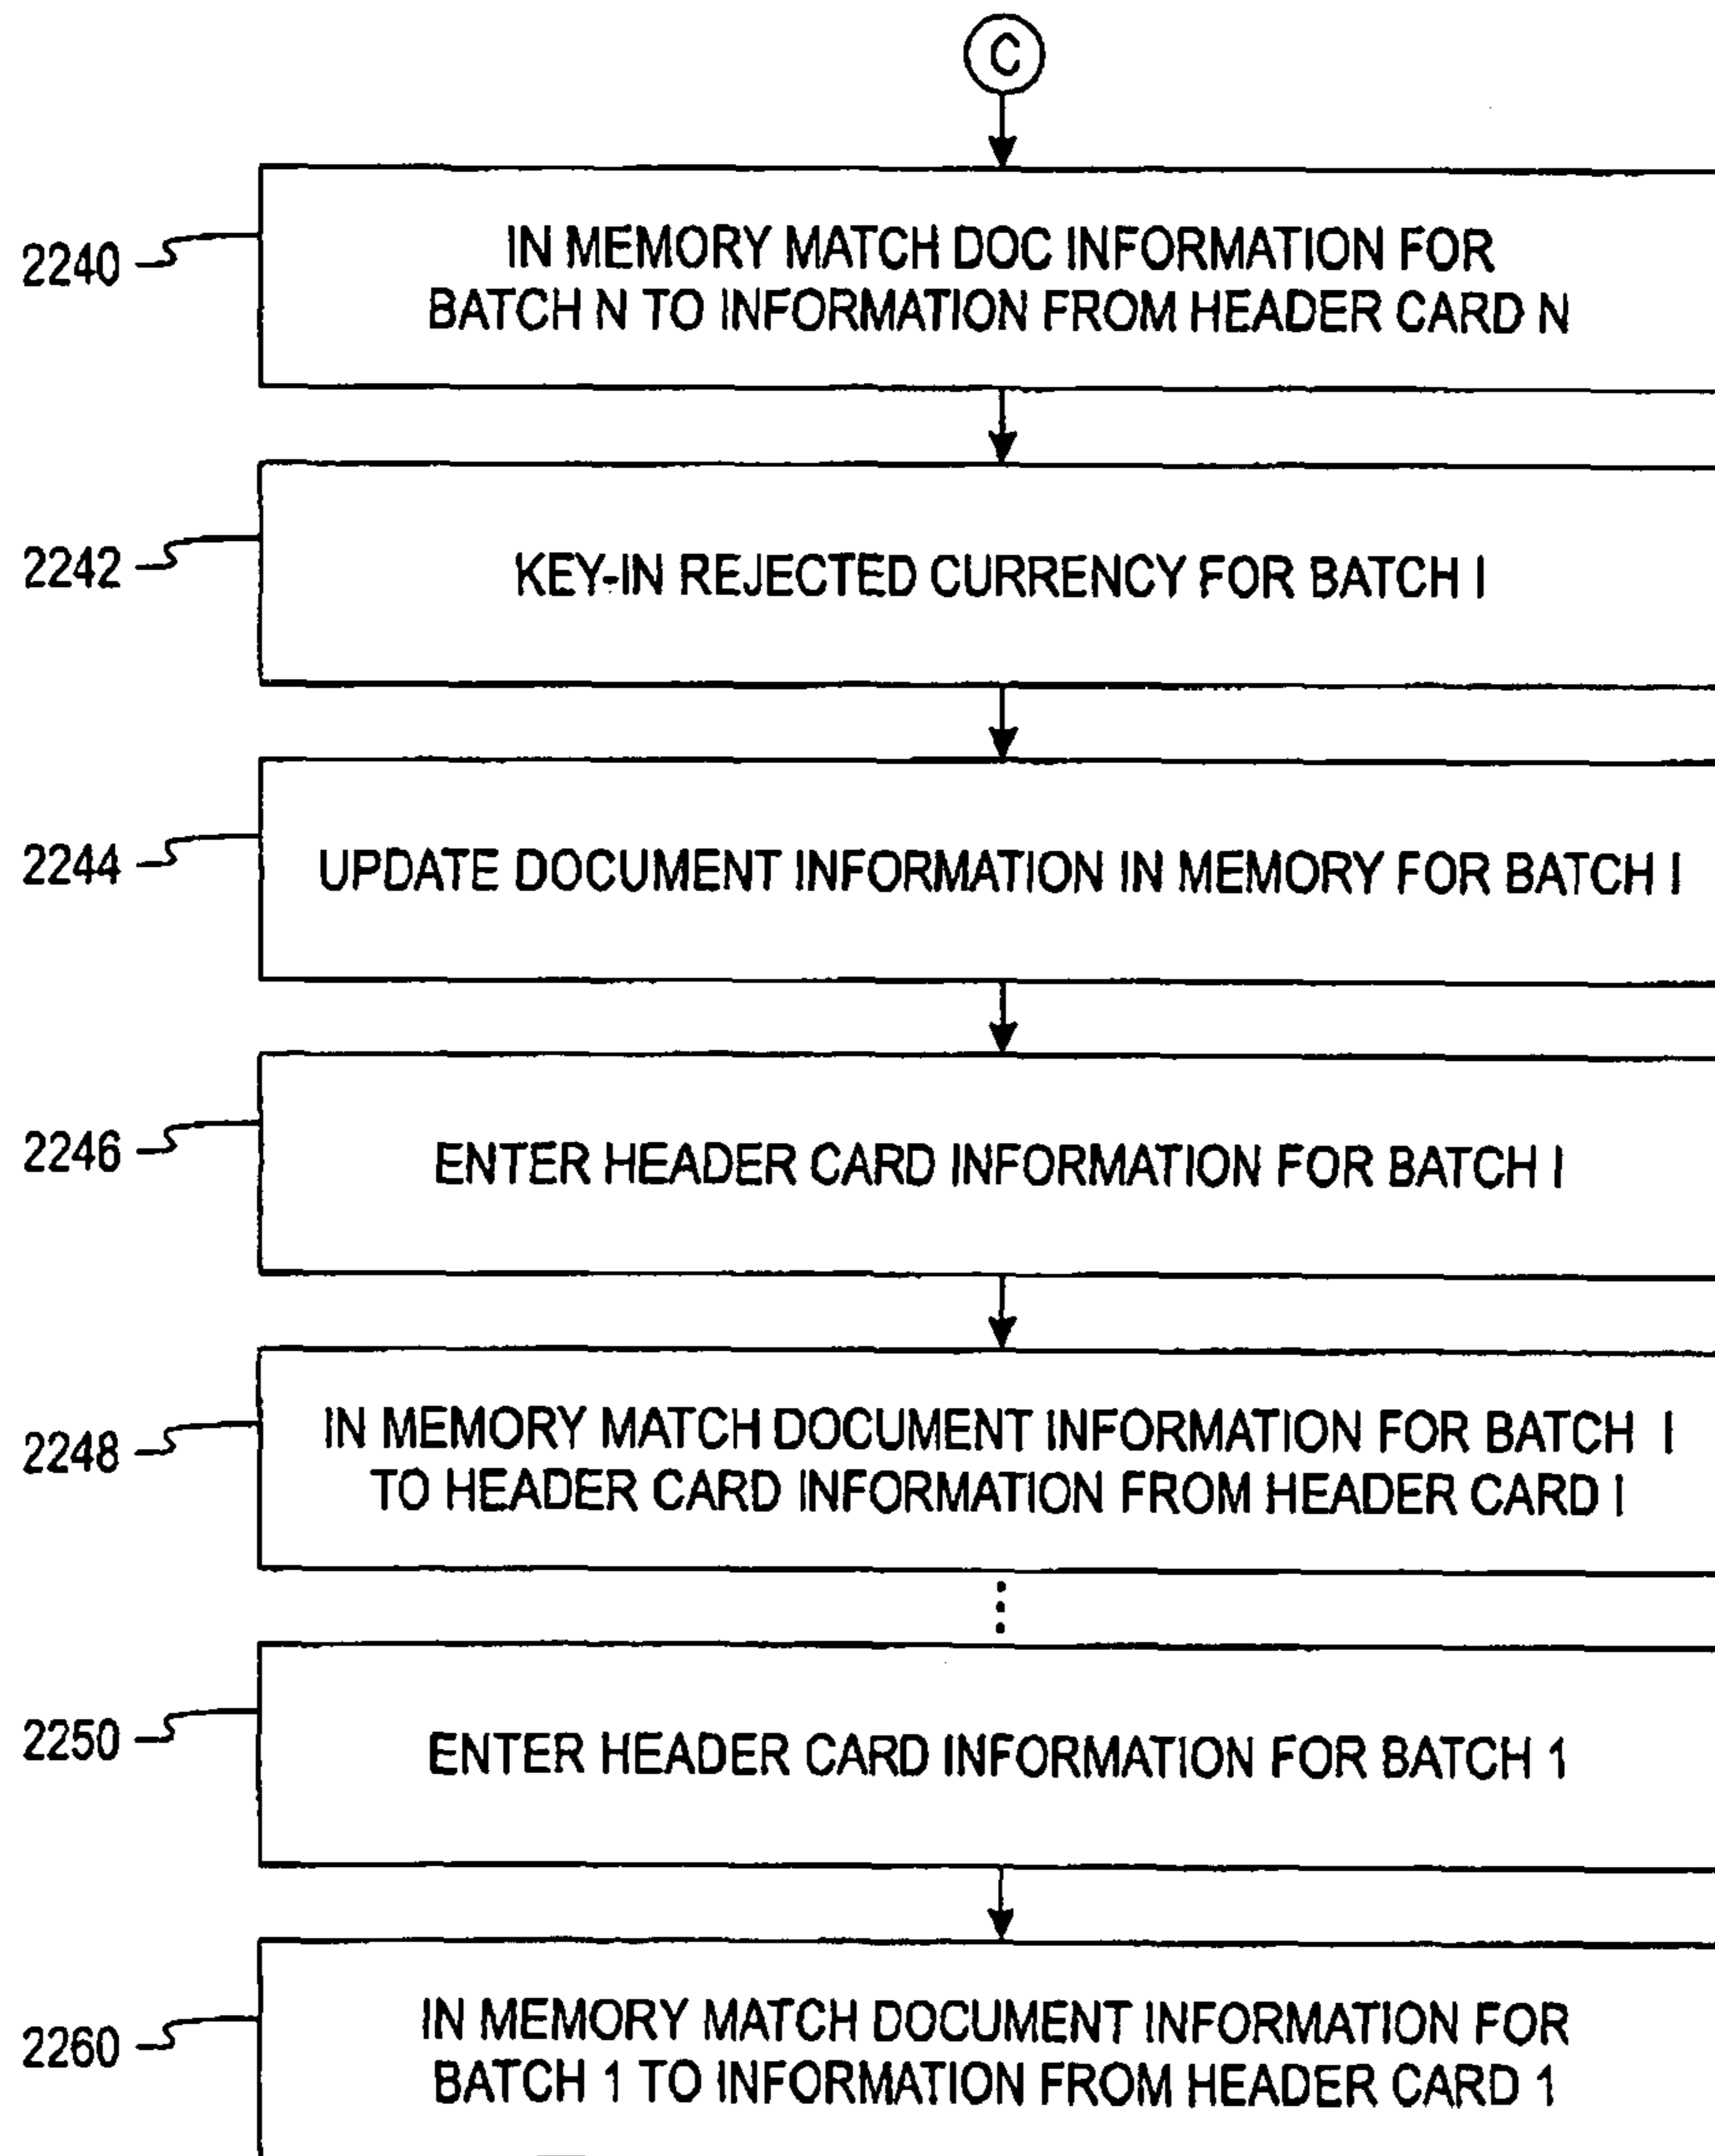 C
2240
IN MEMORY MATCH DOC INFORMATION FOR
BATCH N TO INFORMATION FROM HEADER CARD N
2242
KEY-IN REJECTED CURRENCY FOR BATCH I
2244
UPDATE DOCUMENT INFORMATION IN MEMORY FOR BATCH I
2246
ENTER HEADER CARD INFORMATION FOR BATCH I
2248
IN MEMORY MATCH DOCUMENT INFORMATION FOR BATCH I
TO HEADER CARD INFORMATION FROM HEADER CARD I
2250
ENTER HEADER CARD INFORMATION FOR BATCH 1
2260
IN MEMORY MATCH DOCUMENT INFORMATION FOR
BATCH 1 TO INFORMATION FROM HEADER CARD 1